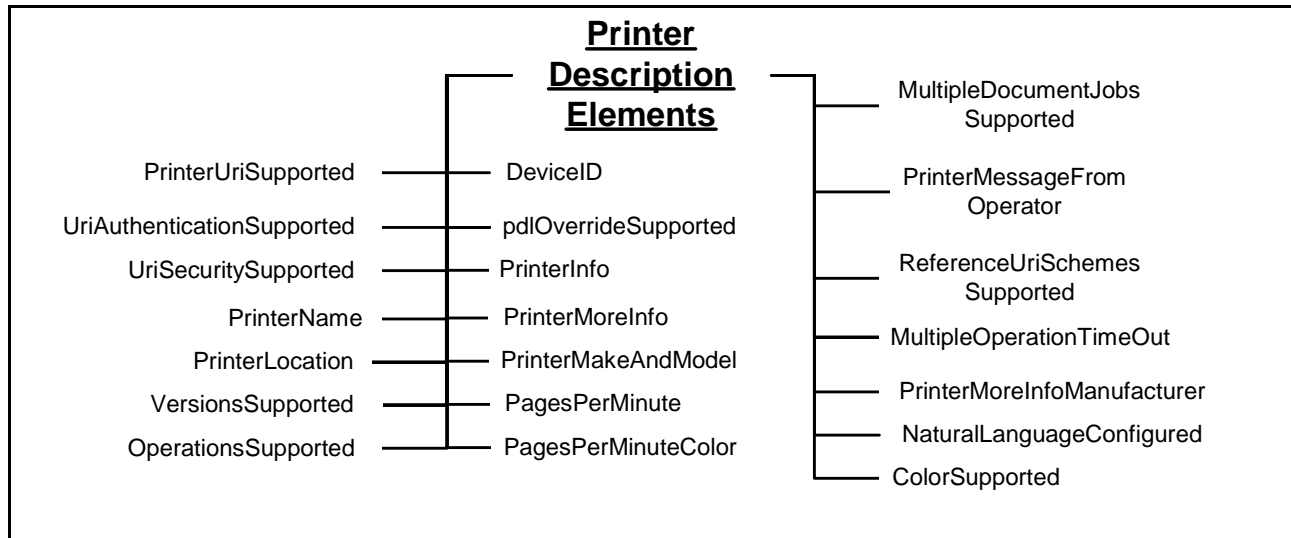 Printer
Description
Elements
PrinterUriSupported
UriAuthenticationSupported
UriSecuritySupported
PrinterName
PrinterLocation
VersionsSupported
OperationsSupported
DeviceID
pdlOverrideSupported
PrinterInfo
PrinterMoreInfo
PrinterMakeAndModel
PagesPerMinute
PagesPerMinuteColor
MultipleDocumentJobs
Supported
PrinterMessageFrom
Operator
ReferenceUriSchemes
Supported
MultipleOperationTimeOut
PrinterMoreInfoManufacturer
NaturalLanguageConfigured
ColorSupported